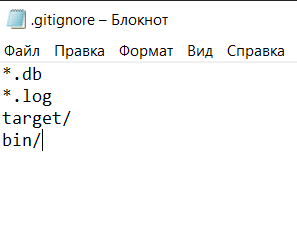 .gitignore – Блокнот
Файл Правка Формат Вид Справка
*.db
*.log
target/
bin/